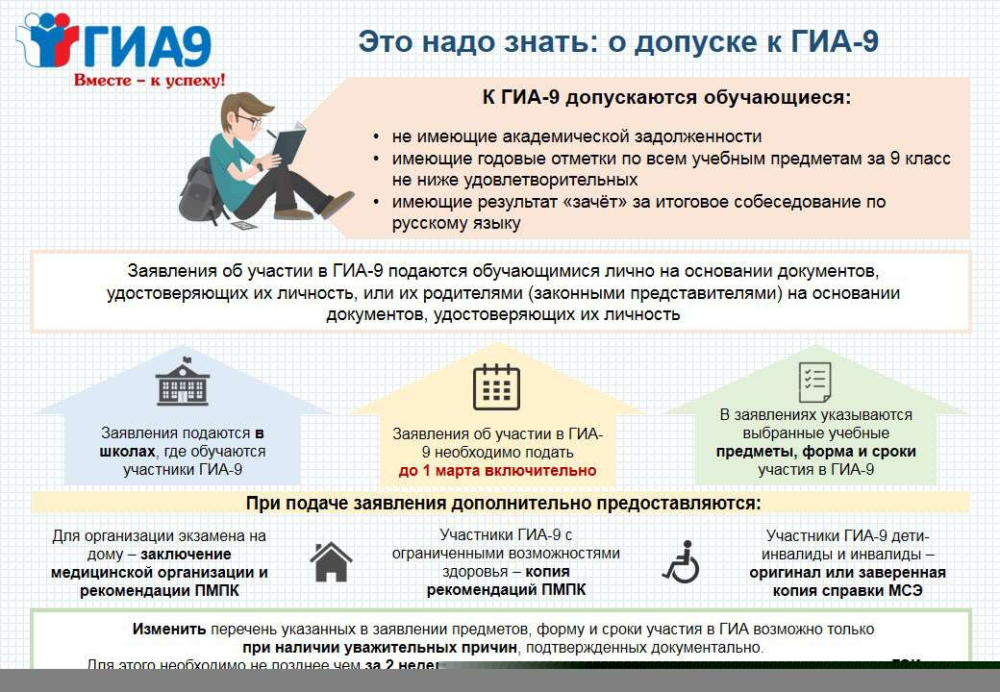 ГИА9
Вместе – к успеху!
Это надо знать: о допуске к ГИА-9
К ГИА-9 допускаются обучающиеся:
• не имеющие академической задолженности
• имеющие годовые отметки по всем учебным предметам за 9 класс
не ниже удовлетворительных
• имеющие результат «зачёт» за итоговое собеседование по
русскому языку
Заявления об участии в ГИА-9 подаются обучающимися лично на основании документов,
удостоверяющих их личность, или их родителями (законными представителями) на основании
документов, удостоверяющих их личность
Заявления подаются в
школах, где обучаются
участники ГИА-9
Заявления об участии в ГИА-
9 необходимо подать
до 1 марта включительно
В заявлениях указываются
выбранные учебные
предметы, форма и сроки
участия в ГИА-9
При подаче заявления дополнительно предоставляются:
Для организации экзамена на
дому – заключение
медицинской организации и
рекомендации ПМПК
Участники ГИА-9 с
ограниченными возможностями
здоровья – копия
рекомендаций ПМПК
Участники ГИА-9 дети-
инвалиды и инвалиды –
оригинал или заверенная
копия справки МСЭ
Изменить перечень указанных в заявлении предметов, форму и сроки участия в ГИА возможно только
при наличии уважительных причин, подтвержденных документально.
Для этого необходимо не позднее чем за 2